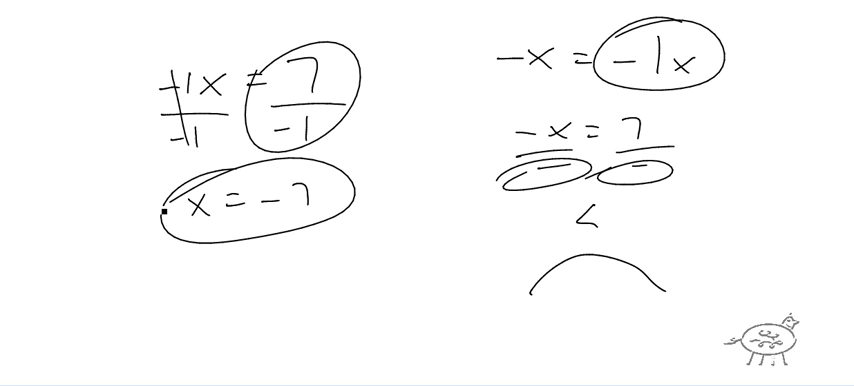 -1x = 7
-1 -1
x = -7
-x = -1x
-x = 7
- -
<